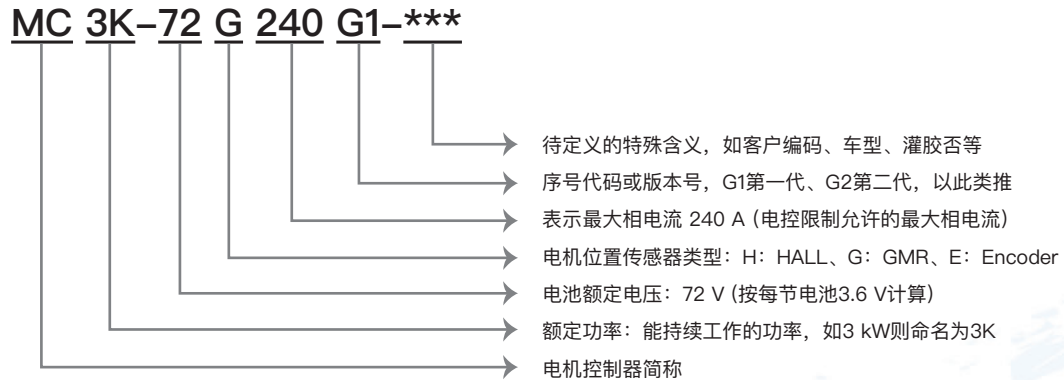 MC 3K-72 G 240 G1-***
待定义的特殊含义，如客户编码、车型、灌胶否等
序号代码或版本号，G1第一代、G2第二代，以此类推
表示最大相电流 240 A (电控限制允许的最大相电流)
电机位置传感器类型：H：HALL、G：GMR、E：Encoder
电池额定电压：72 V (按每节电池3.6 V计算)
额定功率：能持续工作的功率，如3 kW则命名为3K
电机控制器简称